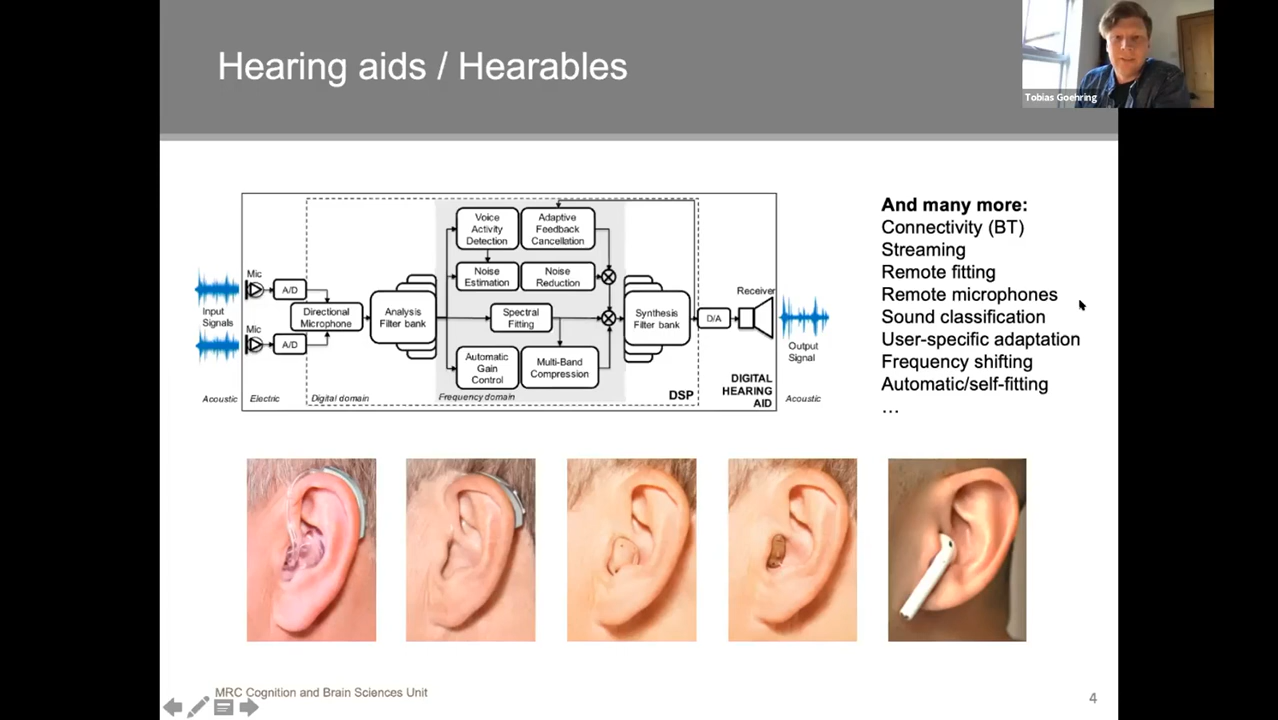 Hearing aids / Hearables
Tobias Goehring
Voice
Activity
Detection
Adaptive
Feedback
Cancellation
Noise
Estimation
Noise
Reduction
Mic
A/D
Input
Signals
Mic
A/D
Directional
Microphone
Analysis
Filter bank
Spectral
Fitting
Automatic
Gain
Control
Multi-Band
Compression
Synthesis
Filter bank
D/A
Receiver
Output
Signal
Acoustic
Electric
Digital domain
Frequency domain
DSP
DIGITAL
HEARING
AID
Acoustic
And many more:
Connectivity (BT)
Streaming
Remote fitting
Remote microphones
Sound classification
User-specific adaptation
Frequency shifting
Automatic/self-fitting
...
MRC Cognition and Brain Sciences Unit
4